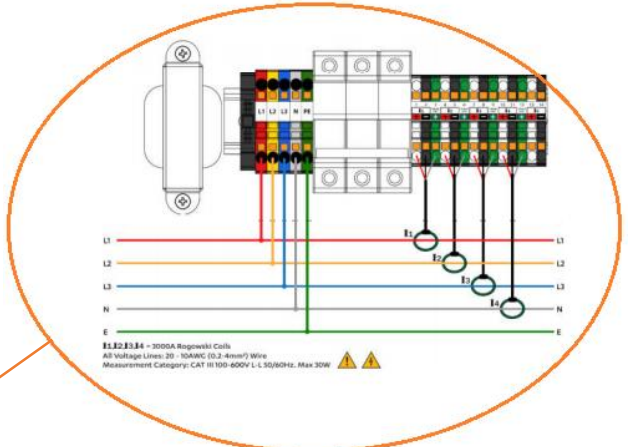 L1 L2 L3 N PE
I1
L1 L1
I2
L2 L2
I3
L3 L3
I4
N N
E E
I1,I2,I3,I4 = 3000A Rogowski Coils
All Voltage Lines: 20 - 10AWG (0.2-4mm²) Wire
Measurement Category: CAT III 100-600V L-L 50/60Hz, Max 30W